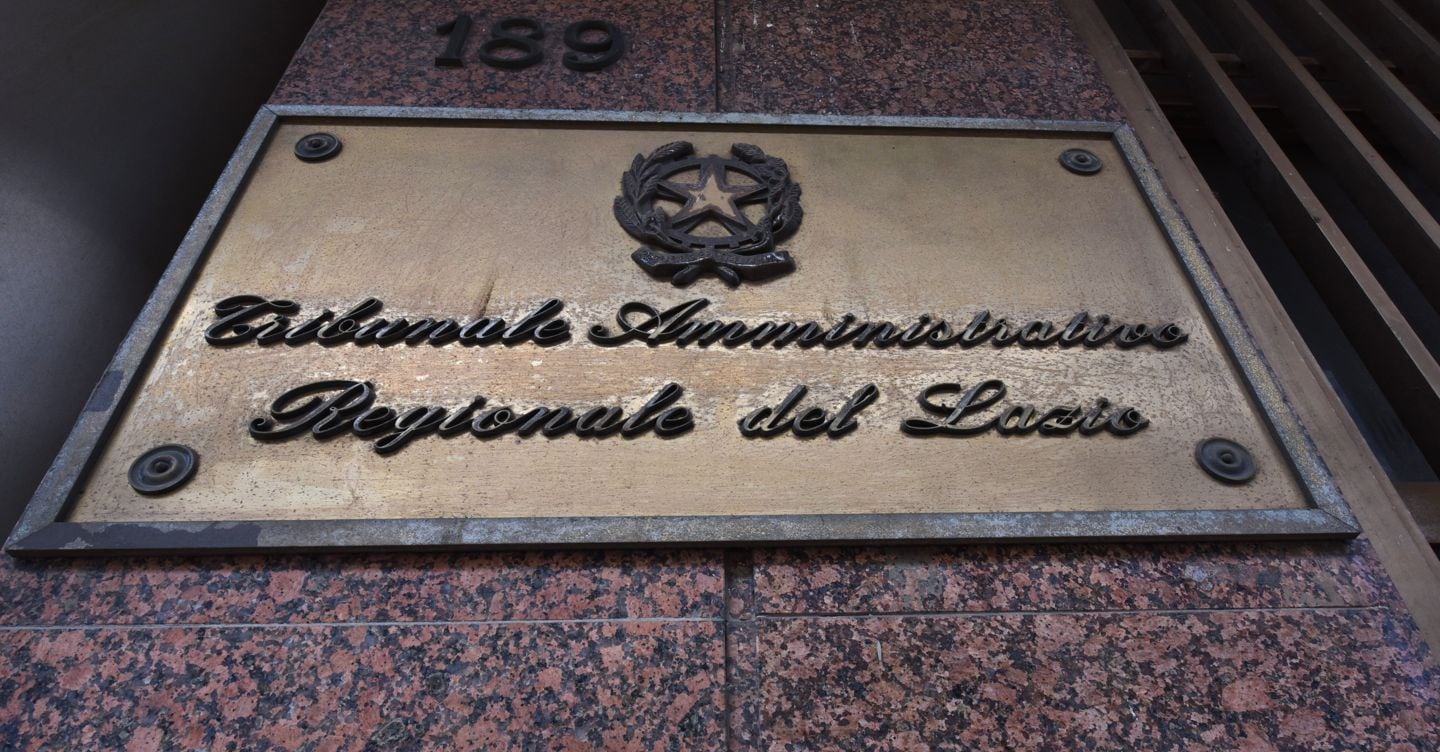 189
Tribunale Amministrativo
Regionale del Lazio